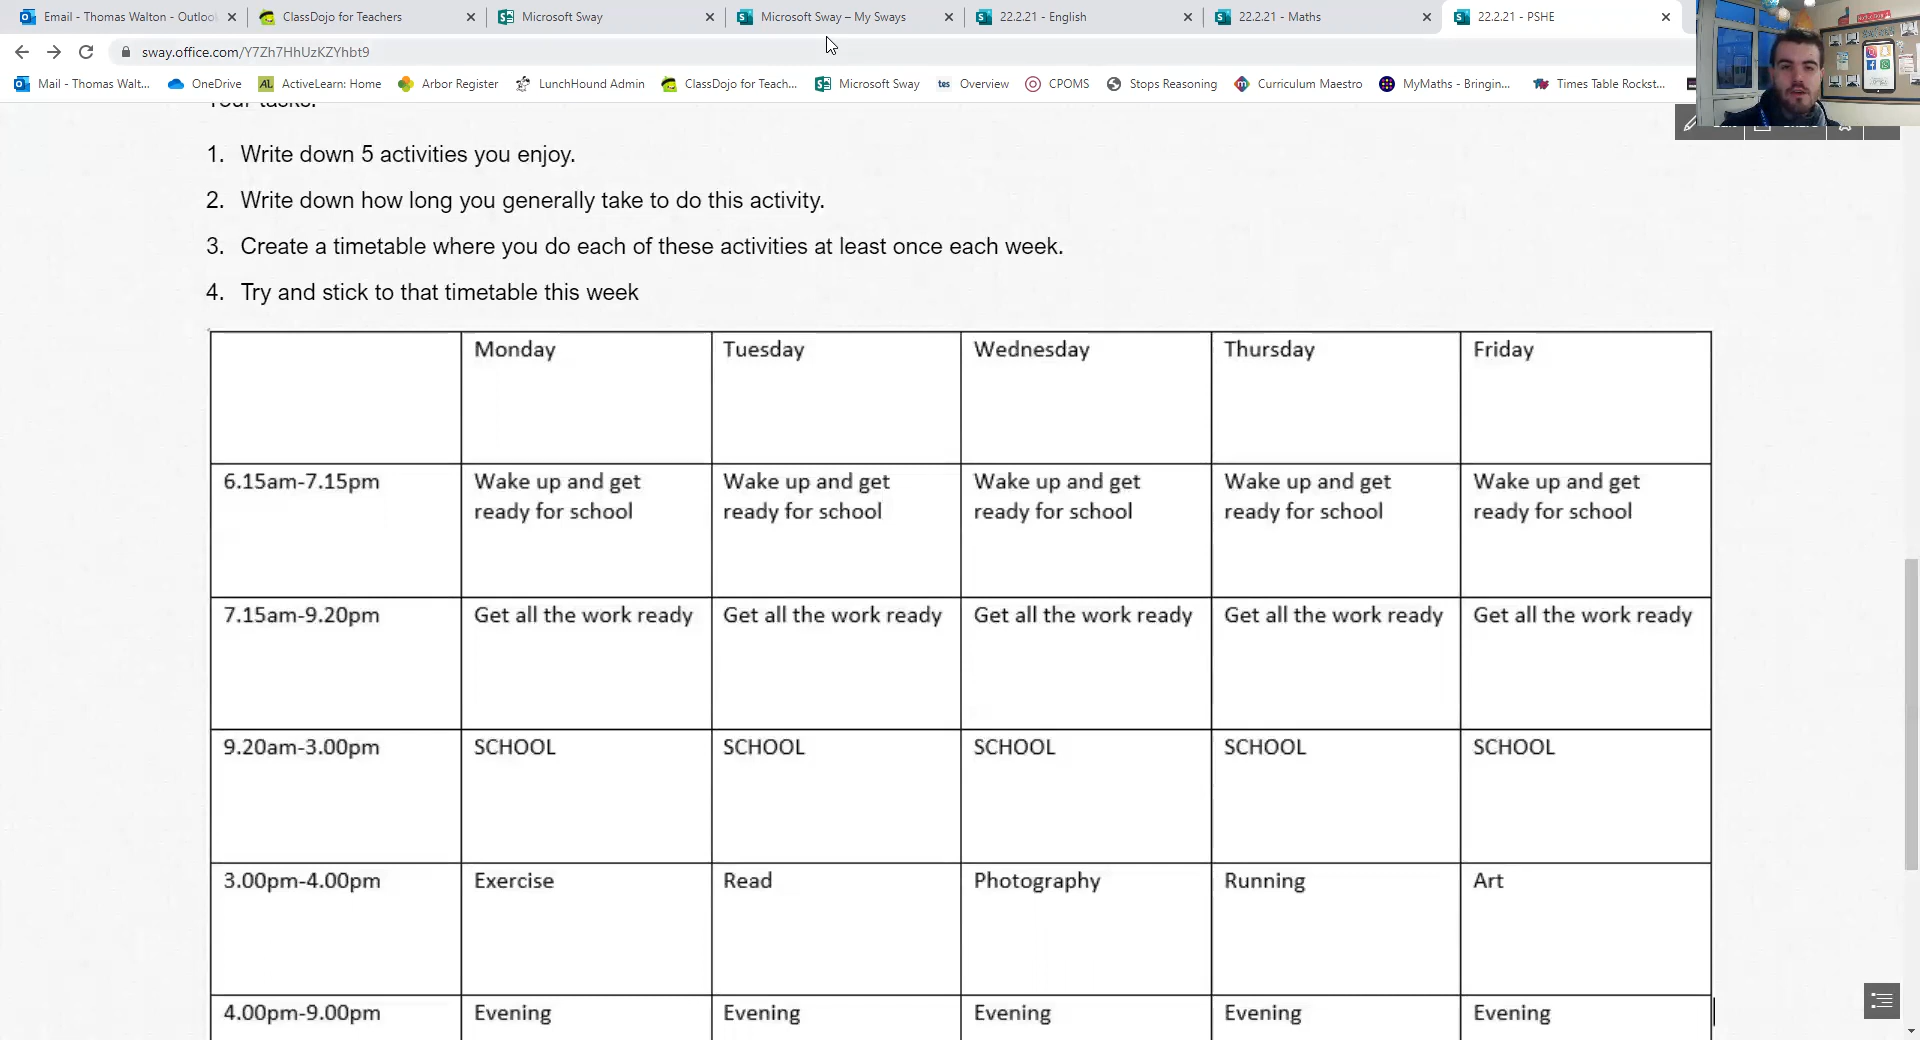 Email - Thomas Walton - Outlo
ClassDojo for Teachers
Microsoft Sway
Microsoft Sway – My Sways
22.2.21 - English
22.2.21 - Maths
22.2.21 - PSHE
sway.office.com/Y7Zh7HhUzKZYhbt9
Mail - Thomas Walt...
OneDrive
ActiveLearn: Home
Arbor Register
LunchHound Admin
ClassDojo for Teach...
Microsoft Sway
tes Overview
CPOMS
Stops Reasoning
Curriculum Maestro
MyMaths - Bringin...
Times Table Rockst...
Your tasks:
1. Write down 5 activities you enjoy.
2. Write down how long you generally take to do this activity.
3. Create a timetable where you do each of these activities at least once each week.
4. Try and stick to that timetable this week
Monday Tuesday Wednesday Thursday Friday
6.15am-7.15pm Wake up and get Wake up and get Wake up and get Wake up and get Wake up and get
ready for school ready for school ready for school ready for school ready for school
7.15am-9.20pm Get all the work ready Get all the work ready Get all the work ready Get all the work ready Get all the work ready
9.20am-3.00pm SCHOOL SCHOOL SCHOOL SCHOOL SCHOOL
3.00pm-4.00pm Exercise Read Photography Running Art
4.00pm-9.00pm Evening Evening Evening Evening Evening